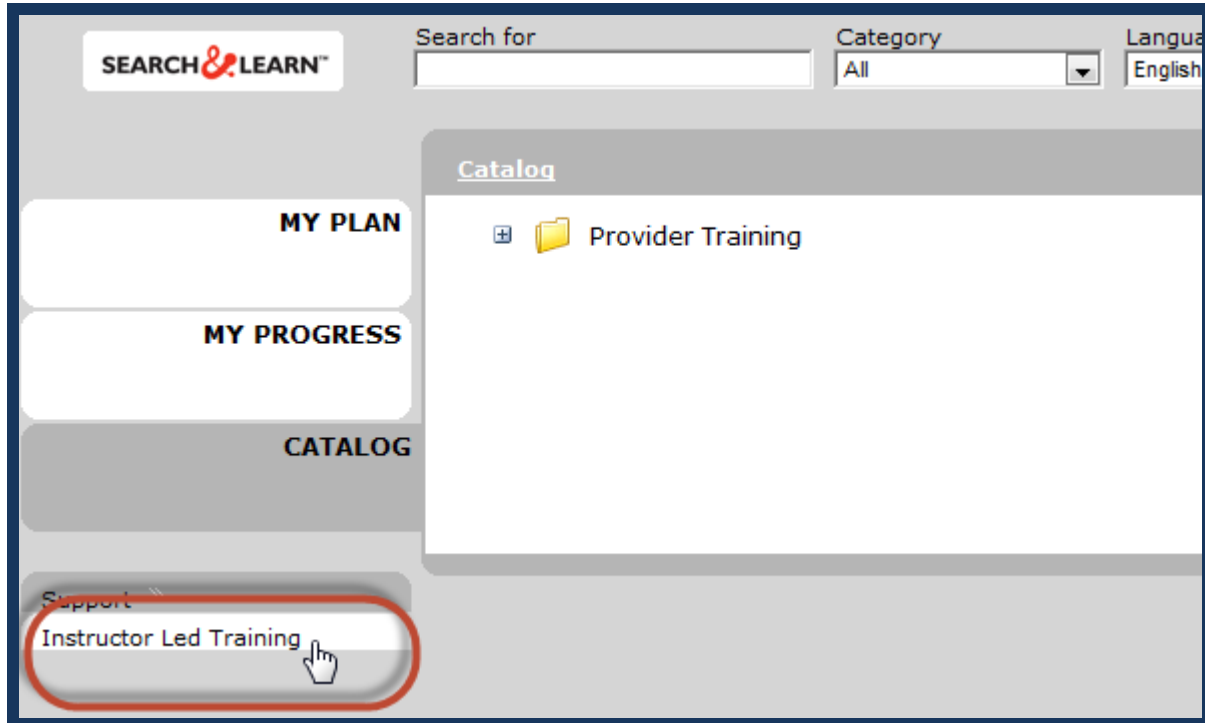 SEARCH&LEARN™
Search for
Category
Langua
All
English
Catalog
Provider Training
MY PLAN
MY PROGRESS
CATALOG
Support
Instructor Led Training